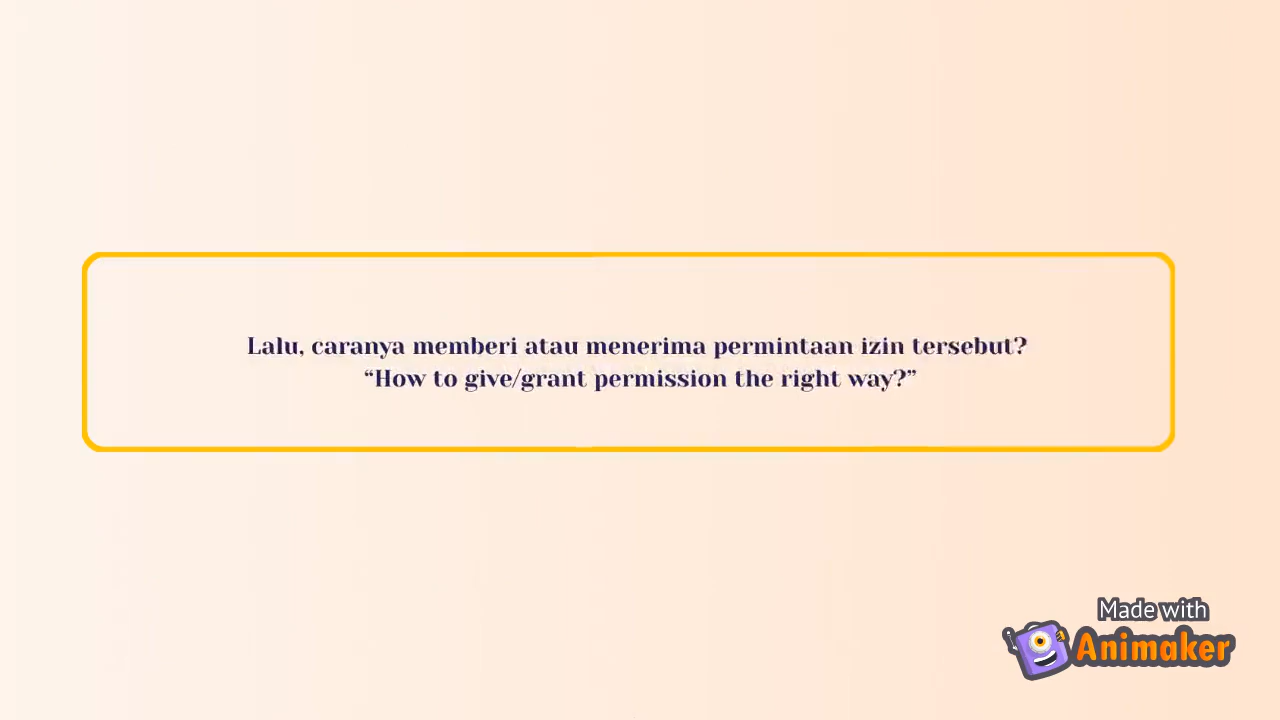 Lalu, caranya memberi atau menerima permintaan izin tersebut?
“How to give/grant permission the right way?”
Made with
Animaker